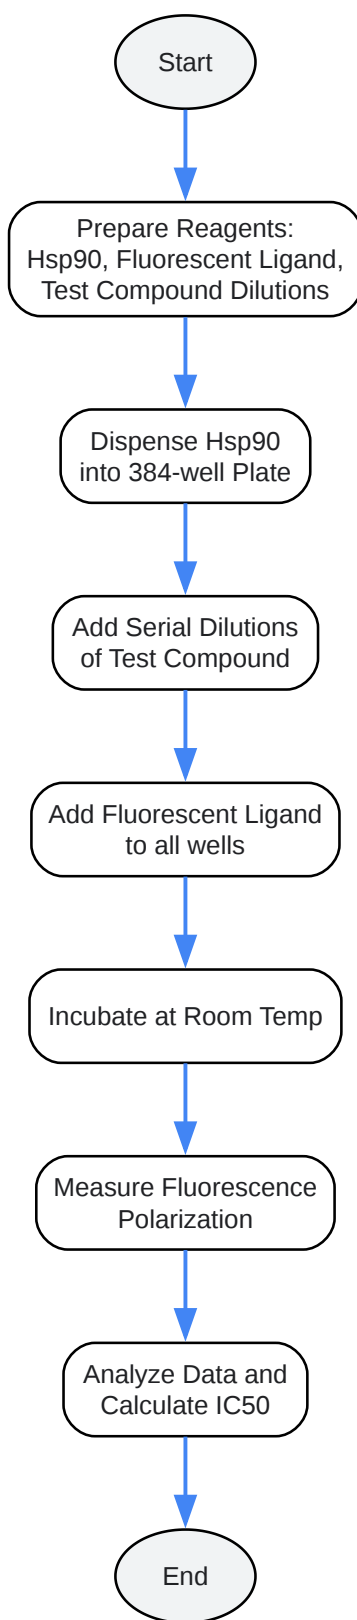 Start
Prepare Reagents:
Hsp90, Fluorescent Ligand,
Test Compound Dilutions
Dispense Hsp90
into 384-well Plate
Add Serial Dilutions
of Test Compound
Add Fluorescent Ligand
to all wells
Incubate at Room Temp
Measure Fluorescence
Polarization
Analyze Data and
Calculate IC50
End